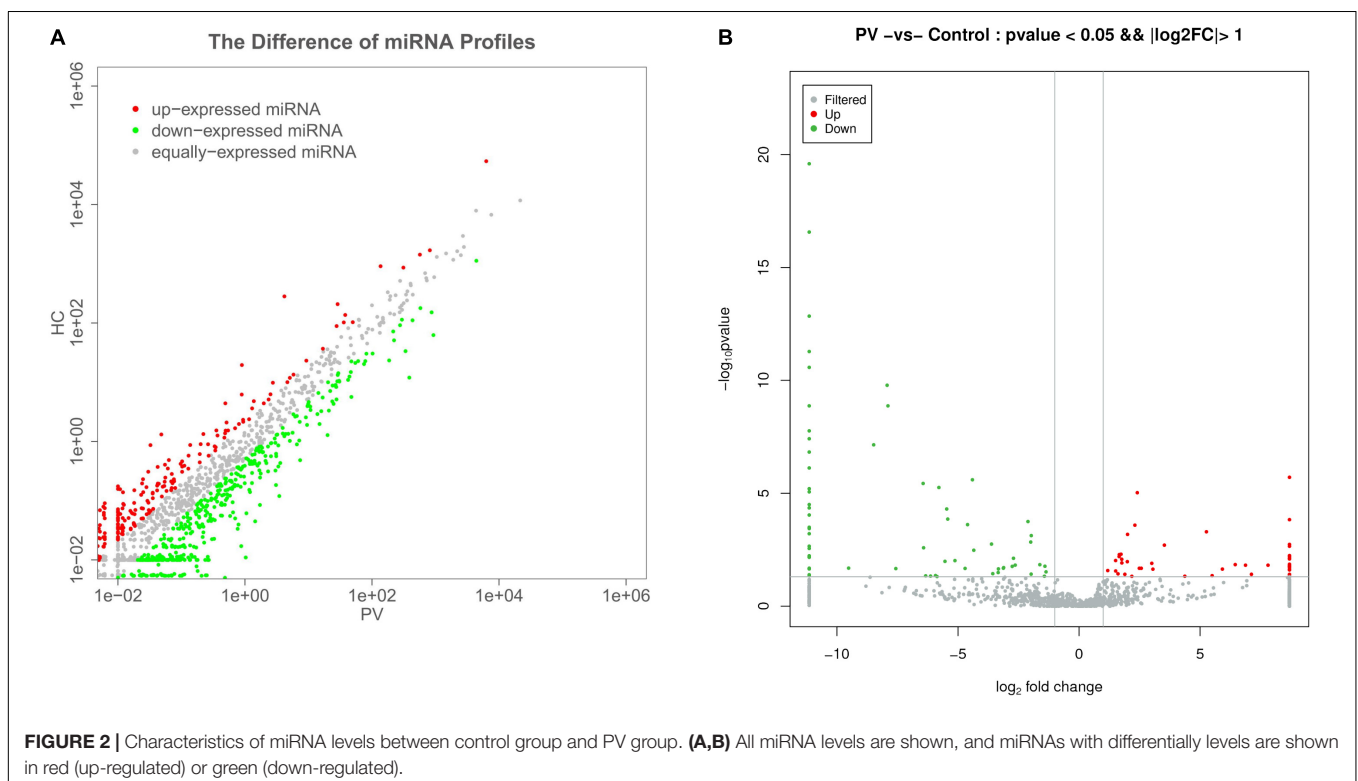 A
The Difference of miRNA Profiles
1e+06
1e+04
1e+02
1e+00
1e−02
HC
up−expressed miRNA
down−expressed miRNA
equally−expressed miRNA
1e−02 1e+00 1e+02 1e+04 1e+06
PV
B
PV −vs− Control : pvalue < 0.05 && |log2FC|> 1
Filtered
Up
Down
20
15
10
5
0
−log10pvalue
−10 −5 0 5
log2 fold change
FIGURE 2 | Characteristics of miRNA levels between control group and PV group. (A,B) All miRNA levels are shown, and miRNAs with differentially levels are shown
in red (up-regulated) or green (down-regulated).